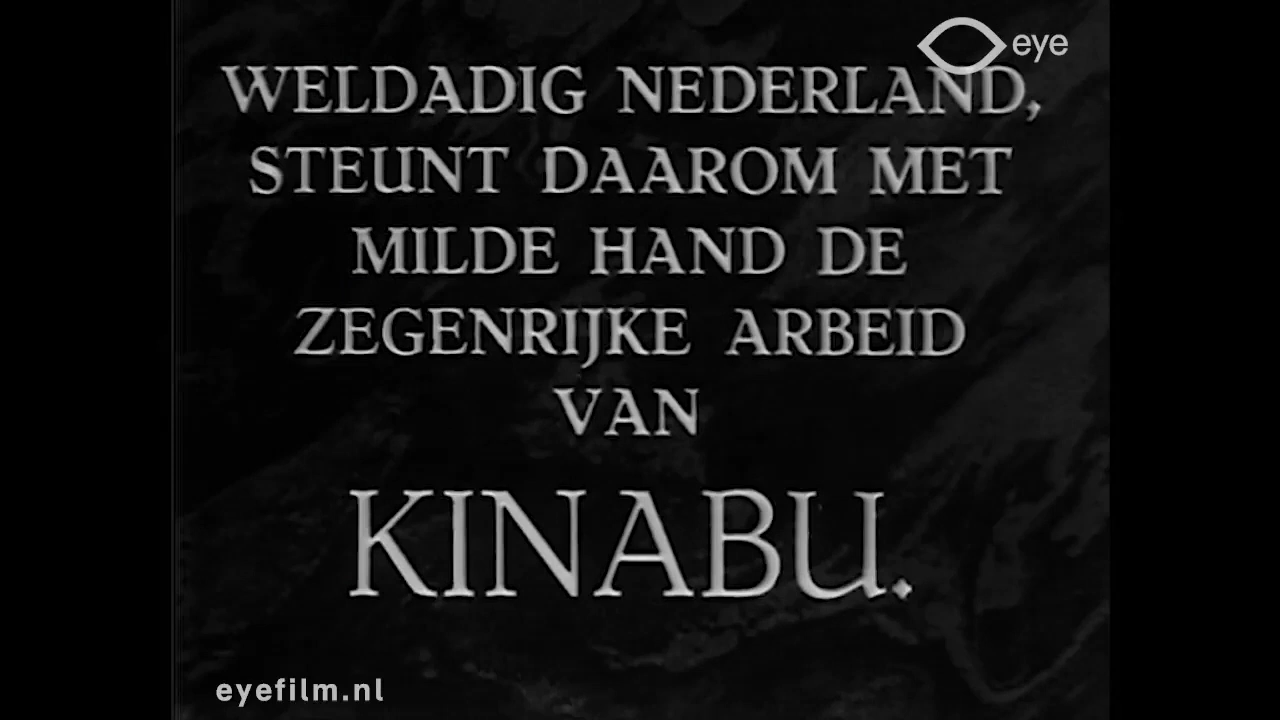 eye
WELDADIG NEDERLAND,
STEUNT DAAROM MET
MILDE HAND DE
ZEGENRIJKE ARBEID
VAN
KINABU.
eyefilm.nl